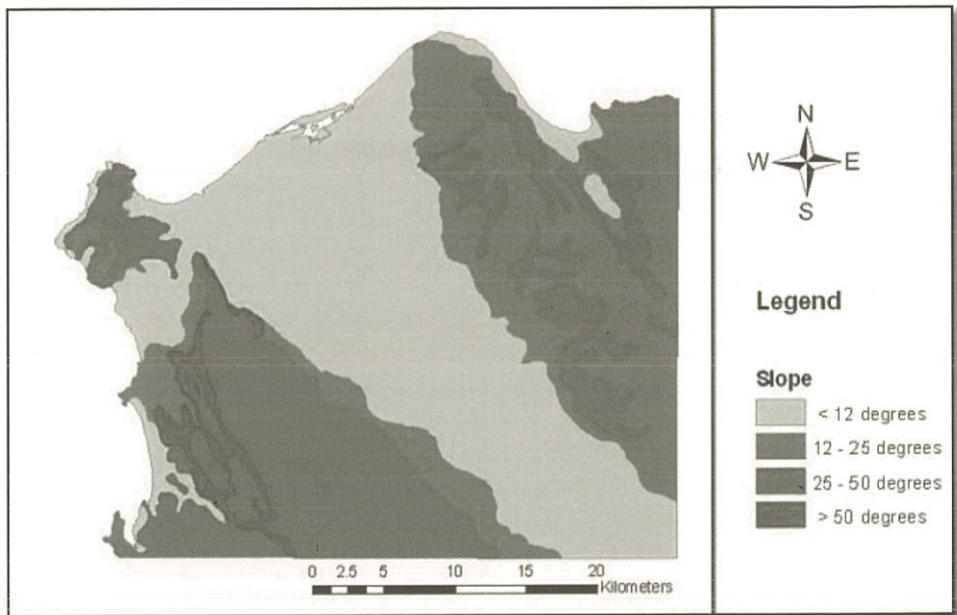 N
W E
S
Legend
Slope
< 12 degrees
12 - 25 degrees
25 - 50 degrees
> 50 degrees
0 2.5 5 10 15 20
Kilometers